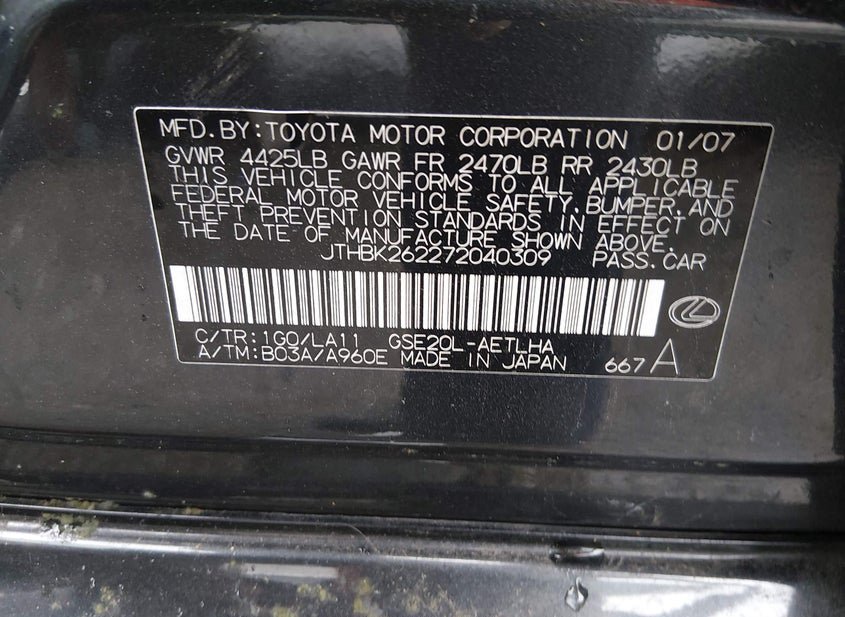 MFD.BY:TOYOTA MOTOR CORPORATION 01/07
GVWR 4425LB GAWR FR 2470LB RR 2430LB
THIS VEHICLE CONFORMS TO ALL APPLICABLE
FEDERAL MOTOR VEHICLE SAFETY,BUMPER,AND
THEFT PREVENTION STANDARDS IN EFFECT ON
THE DATE OF MANUFACTURE SHOWN ABOVE.
JTHBK262272040309 PASS.CAR
C/TR:1G0/LA11 GSE20L-AETLHA
A/TM:B03A/A960E MADE IN JAPAN 667A